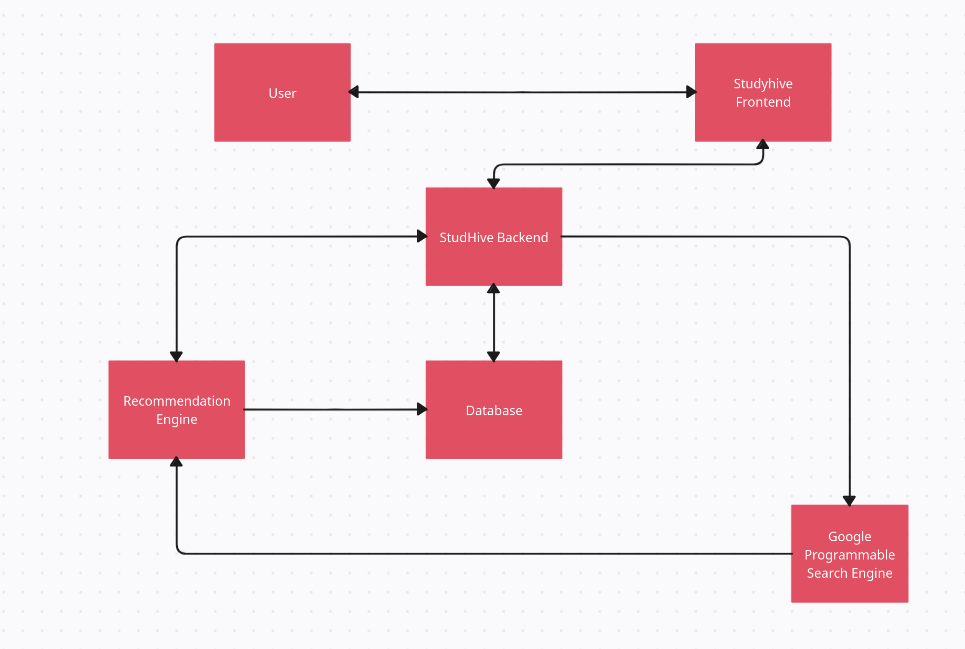 User
Studyhive
Frontend
StudHive Backend
Recommendation
Engine
Database
Google
Programmable
Search Engine